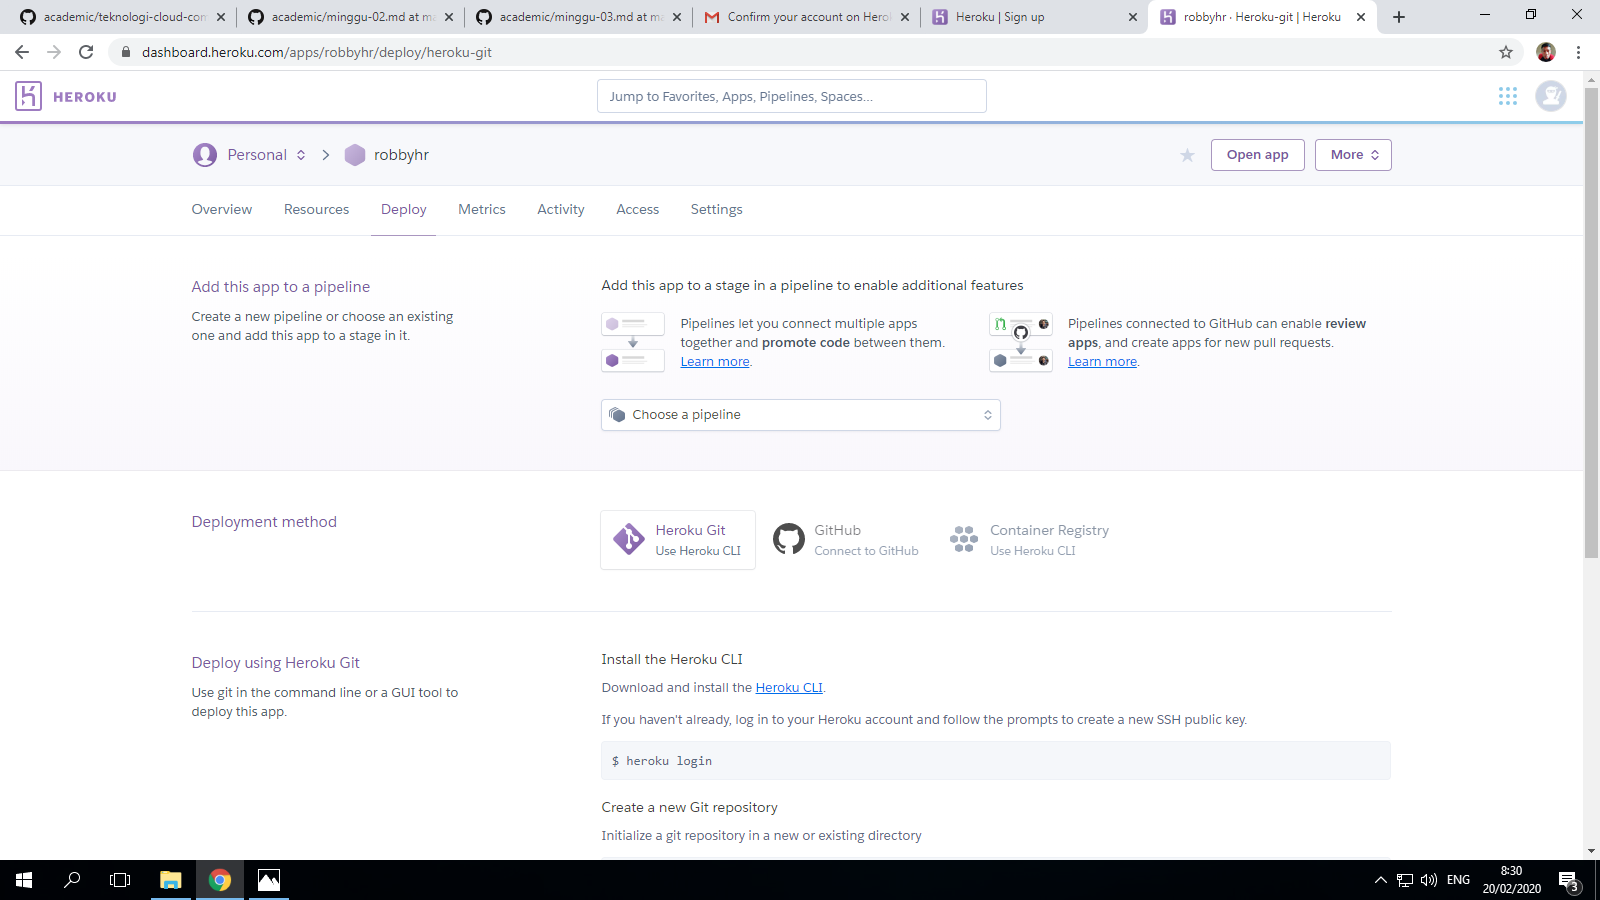 academic/teknologi-cloud-com
academic/minggu-02.md at ma
academic/minggu-03.md at ma
Confirm your account on Hero
Heroku | Sign up
robbyhr · Heroku-git | Heroku
dashboard.heroku.com/apps/robbyhr/deploy/heroku-git
HEROKU
Jump to Favorites, Apps, Pipelines, Spaces...
Personal
robbyhr
Open app
More
Overview
Resources
Deploy
Metrics
Activity
Access
Settings
Add this app to a pipeline
Create a new pipeline or choose an existing
one and add this app to a stage in it.
Add this app to a stage in a pipeline to enable additional features
Pipelines let you connect multiple apps
together and promote code between them.
Learn more.
Pipelines connected to GitHub can enable review
apps, and create apps for new pull requests.
Learn more.
Choose a pipeline
Deployment method
Heroku Git
Use Heroku CLI
GitHub
Connect to GitHub
Container Registry
Use Heroku CLI
Deploy using Heroku Git
Use git in the command line or a GUI tool to
deploy this app.
Install the Heroku CLI
Download and install the Heroku CLI.
If you haven't already, log in to your Heroku account and follow the prompts to create a new SSH public key.
$ heroku login
Create a new Git repository
Initialize a git repository in a new or existing directory
ENG
8:30
20/02/2020
3